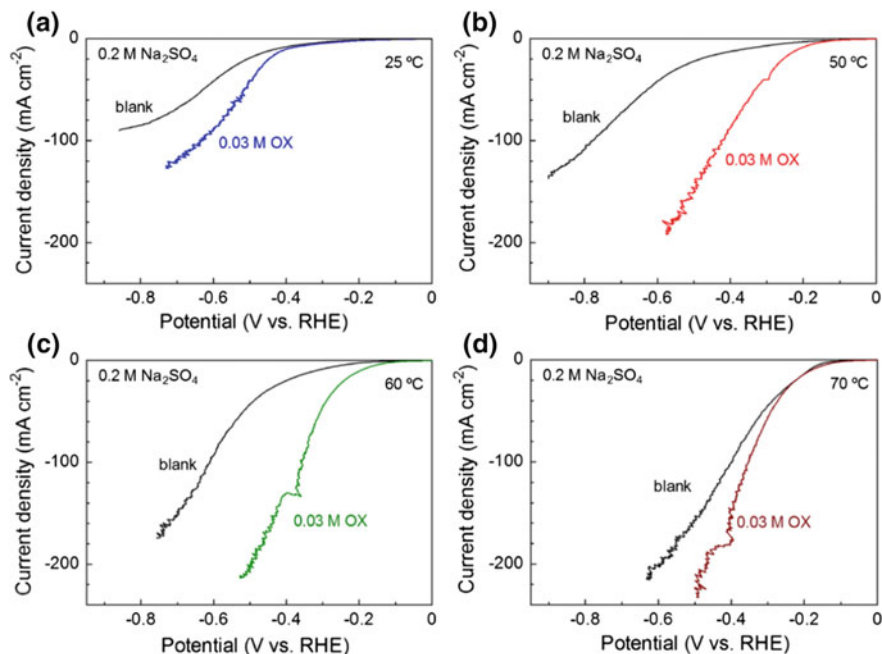 (a)
0.2 M Na₂SO₄
25 ºC
blank
0.03 M OX
0
-100
-200
Current density (mA cm⁻²)
-0.8 -0.6 -0.4 -0.2 0
Potential (V vs. RHE)
(b)
0.2 M Na₂SO₄
50 ºC
blank
0.03 M OX
0
-100
-200
Current density (mA cm⁻²)
-0.8 -0.6 -0.4 -0.2 0
Potential (V vs. RHE)
(c)
0.2 M Na₂SO₄
60 ºC
blank
0.03 M OX
0
-100
-200
Current density (mA cm⁻²)
-0.8 -0.6 -0.4 -0.2 0
Potential (V vs. RHE)
(d)
0.2 M Na₂SO₄
70 ºC
blank
0.03 M OX
0
-100
-200
Current density (mA cm⁻²)
-0.8 -0.6 -0.4 -0.2 0
Potential (V vs. RHE)